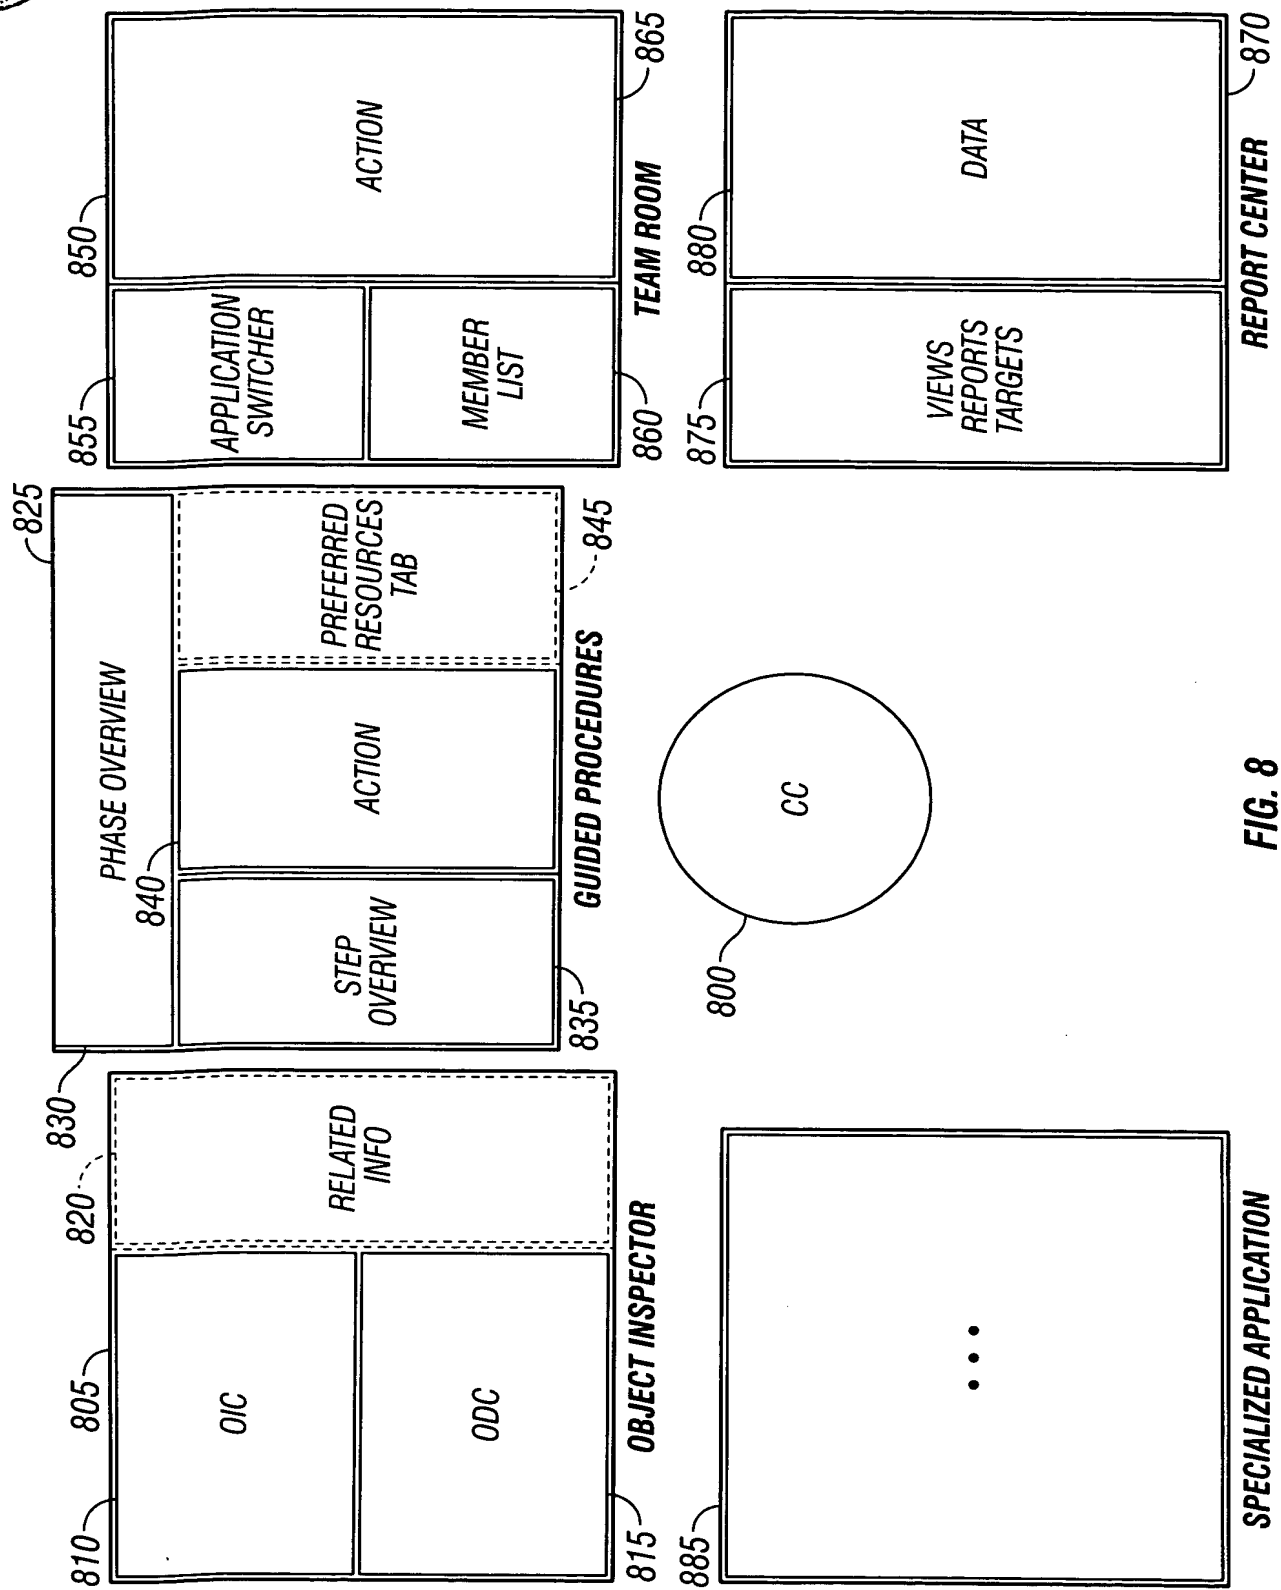 805
810
OIC
815
ODC
820
RELATED
INFO
OBJECT INSPECTOR
825
830
PHASE OVERVIEW
835
STEP
OVERVIEW
840
ACTION
845
PREFERRED
RESOURCES
TAB
GUIDED PROCEDURES
850
855
APPLICATION
SWITCHER
860
MEMBER
LIST
865
ACTION
TEAM ROOM
885
• • •
SPECIALIZED APPLICATION
800
CC
870
875
VIEWS
REPORTS
TARGETS
880
DATA
REPORT CENTER
FIG. 8